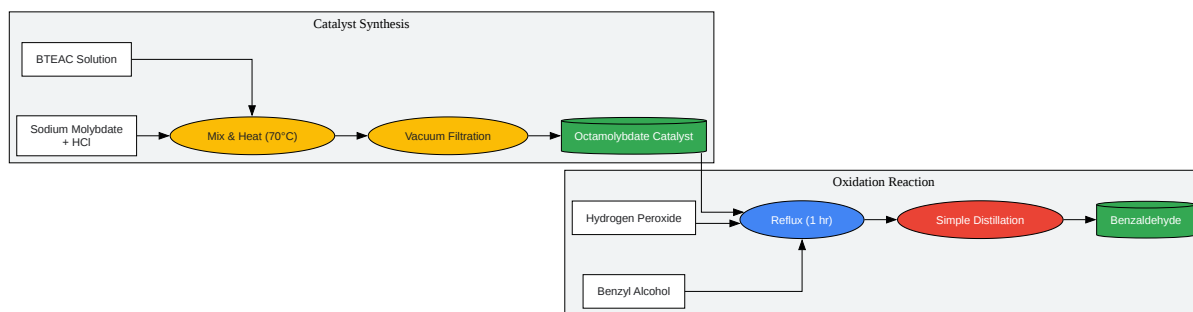 Catalyst Synthesis
BTEAC Solution
Sodium Molybdate
+ HCl
Mix & Heat (70°C)
Vacuum Filtration
Octamolybdate Catalyst
Oxidation Reaction
Hydrogen Peroxide
Reflux (1 hr)
Simple Distillation
Benzaldehyde
Benzyl Alcohol